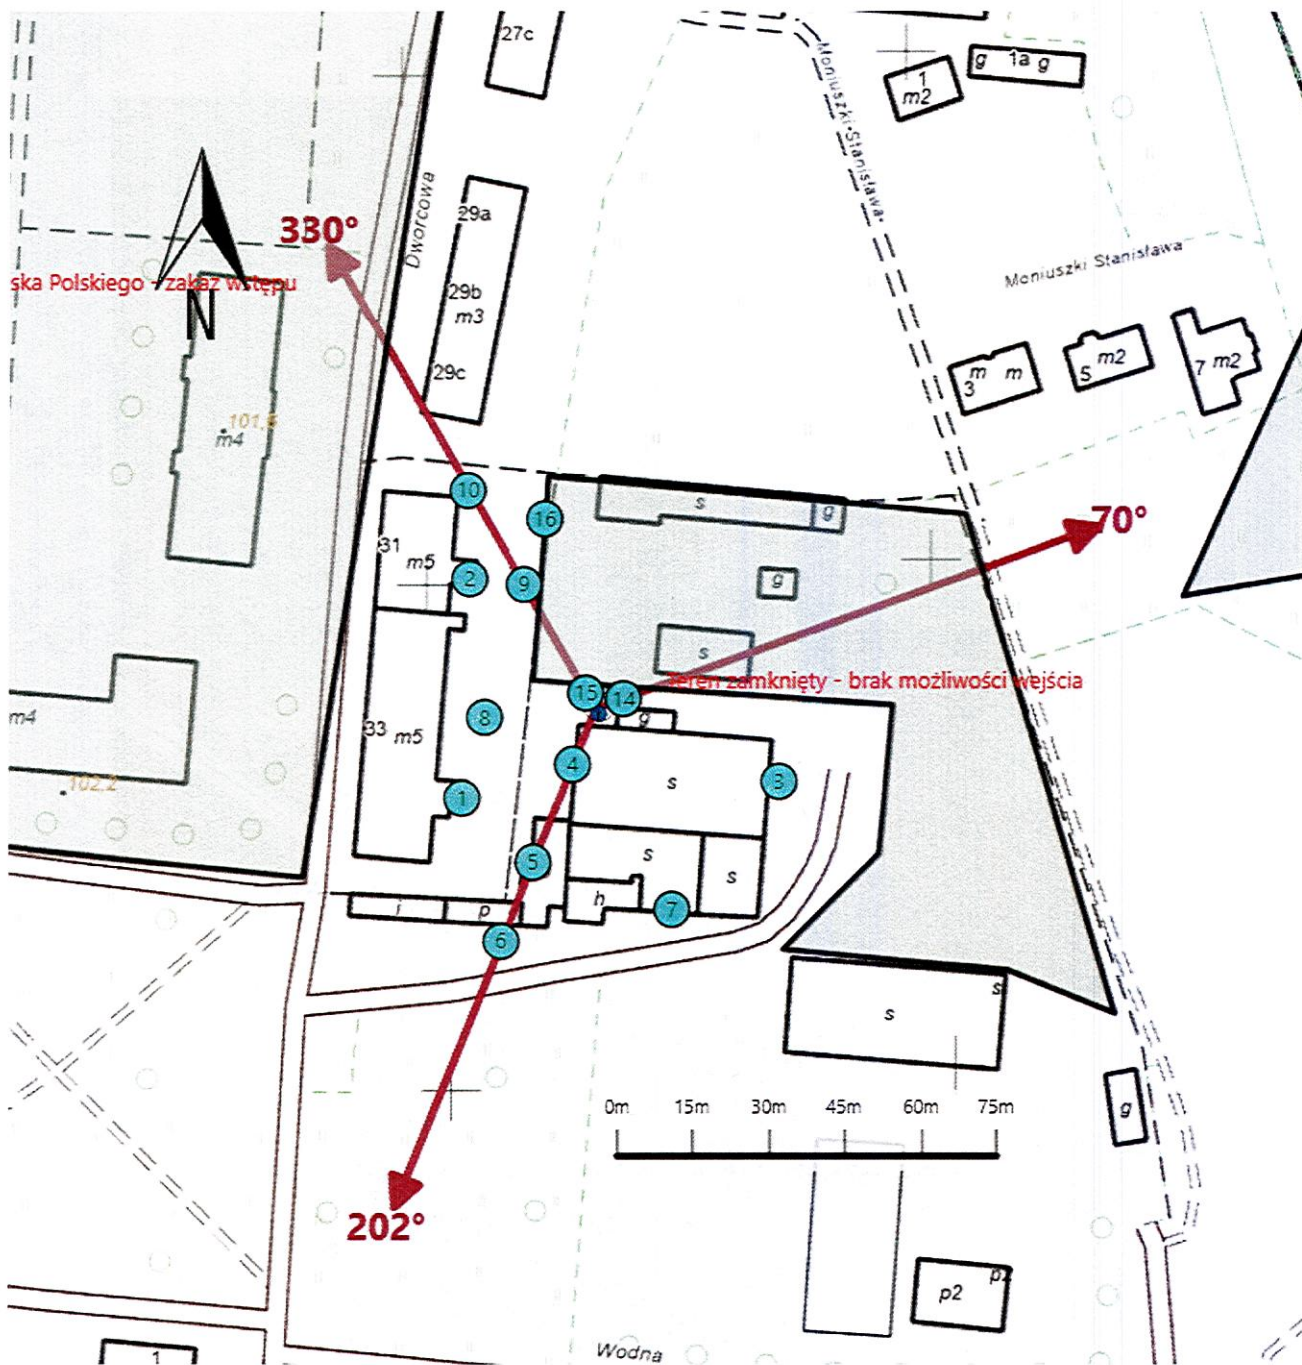 27c
g 1a g
1
m2
Moniuszki-Stanisława
Moniuszki-Stanisława
Dworcowa
29a
330°
Moniuszki Stanisława
ska Polskiego - zakaz wstępu
29b
m3
N
m m
3
5 m2
7 m2
29c
101,6
m4
10
s
g
16
70°
31
m5
2
9
g
s
Teren zamknięty - brak możliwości wejścia
15
14
8
g
m4
33 m5
4
s
3
102,2
1
5
s
s
i
p
h
7
6
s
s
0m 15m 30m 45m 60m 75m
g
202°
p2
p2
Wodna
1